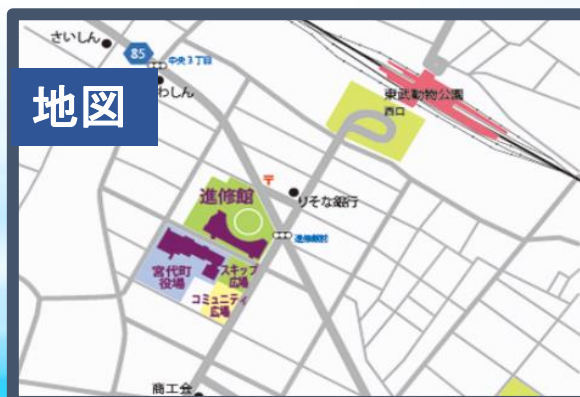 さいしん
85
中央3丁目
地図
わしん
東武動物公園
西口
〒
進修館
りそな銀行
進修館前
宮代町
役場
スキップ
広場
コミュニティ
広場
商工会